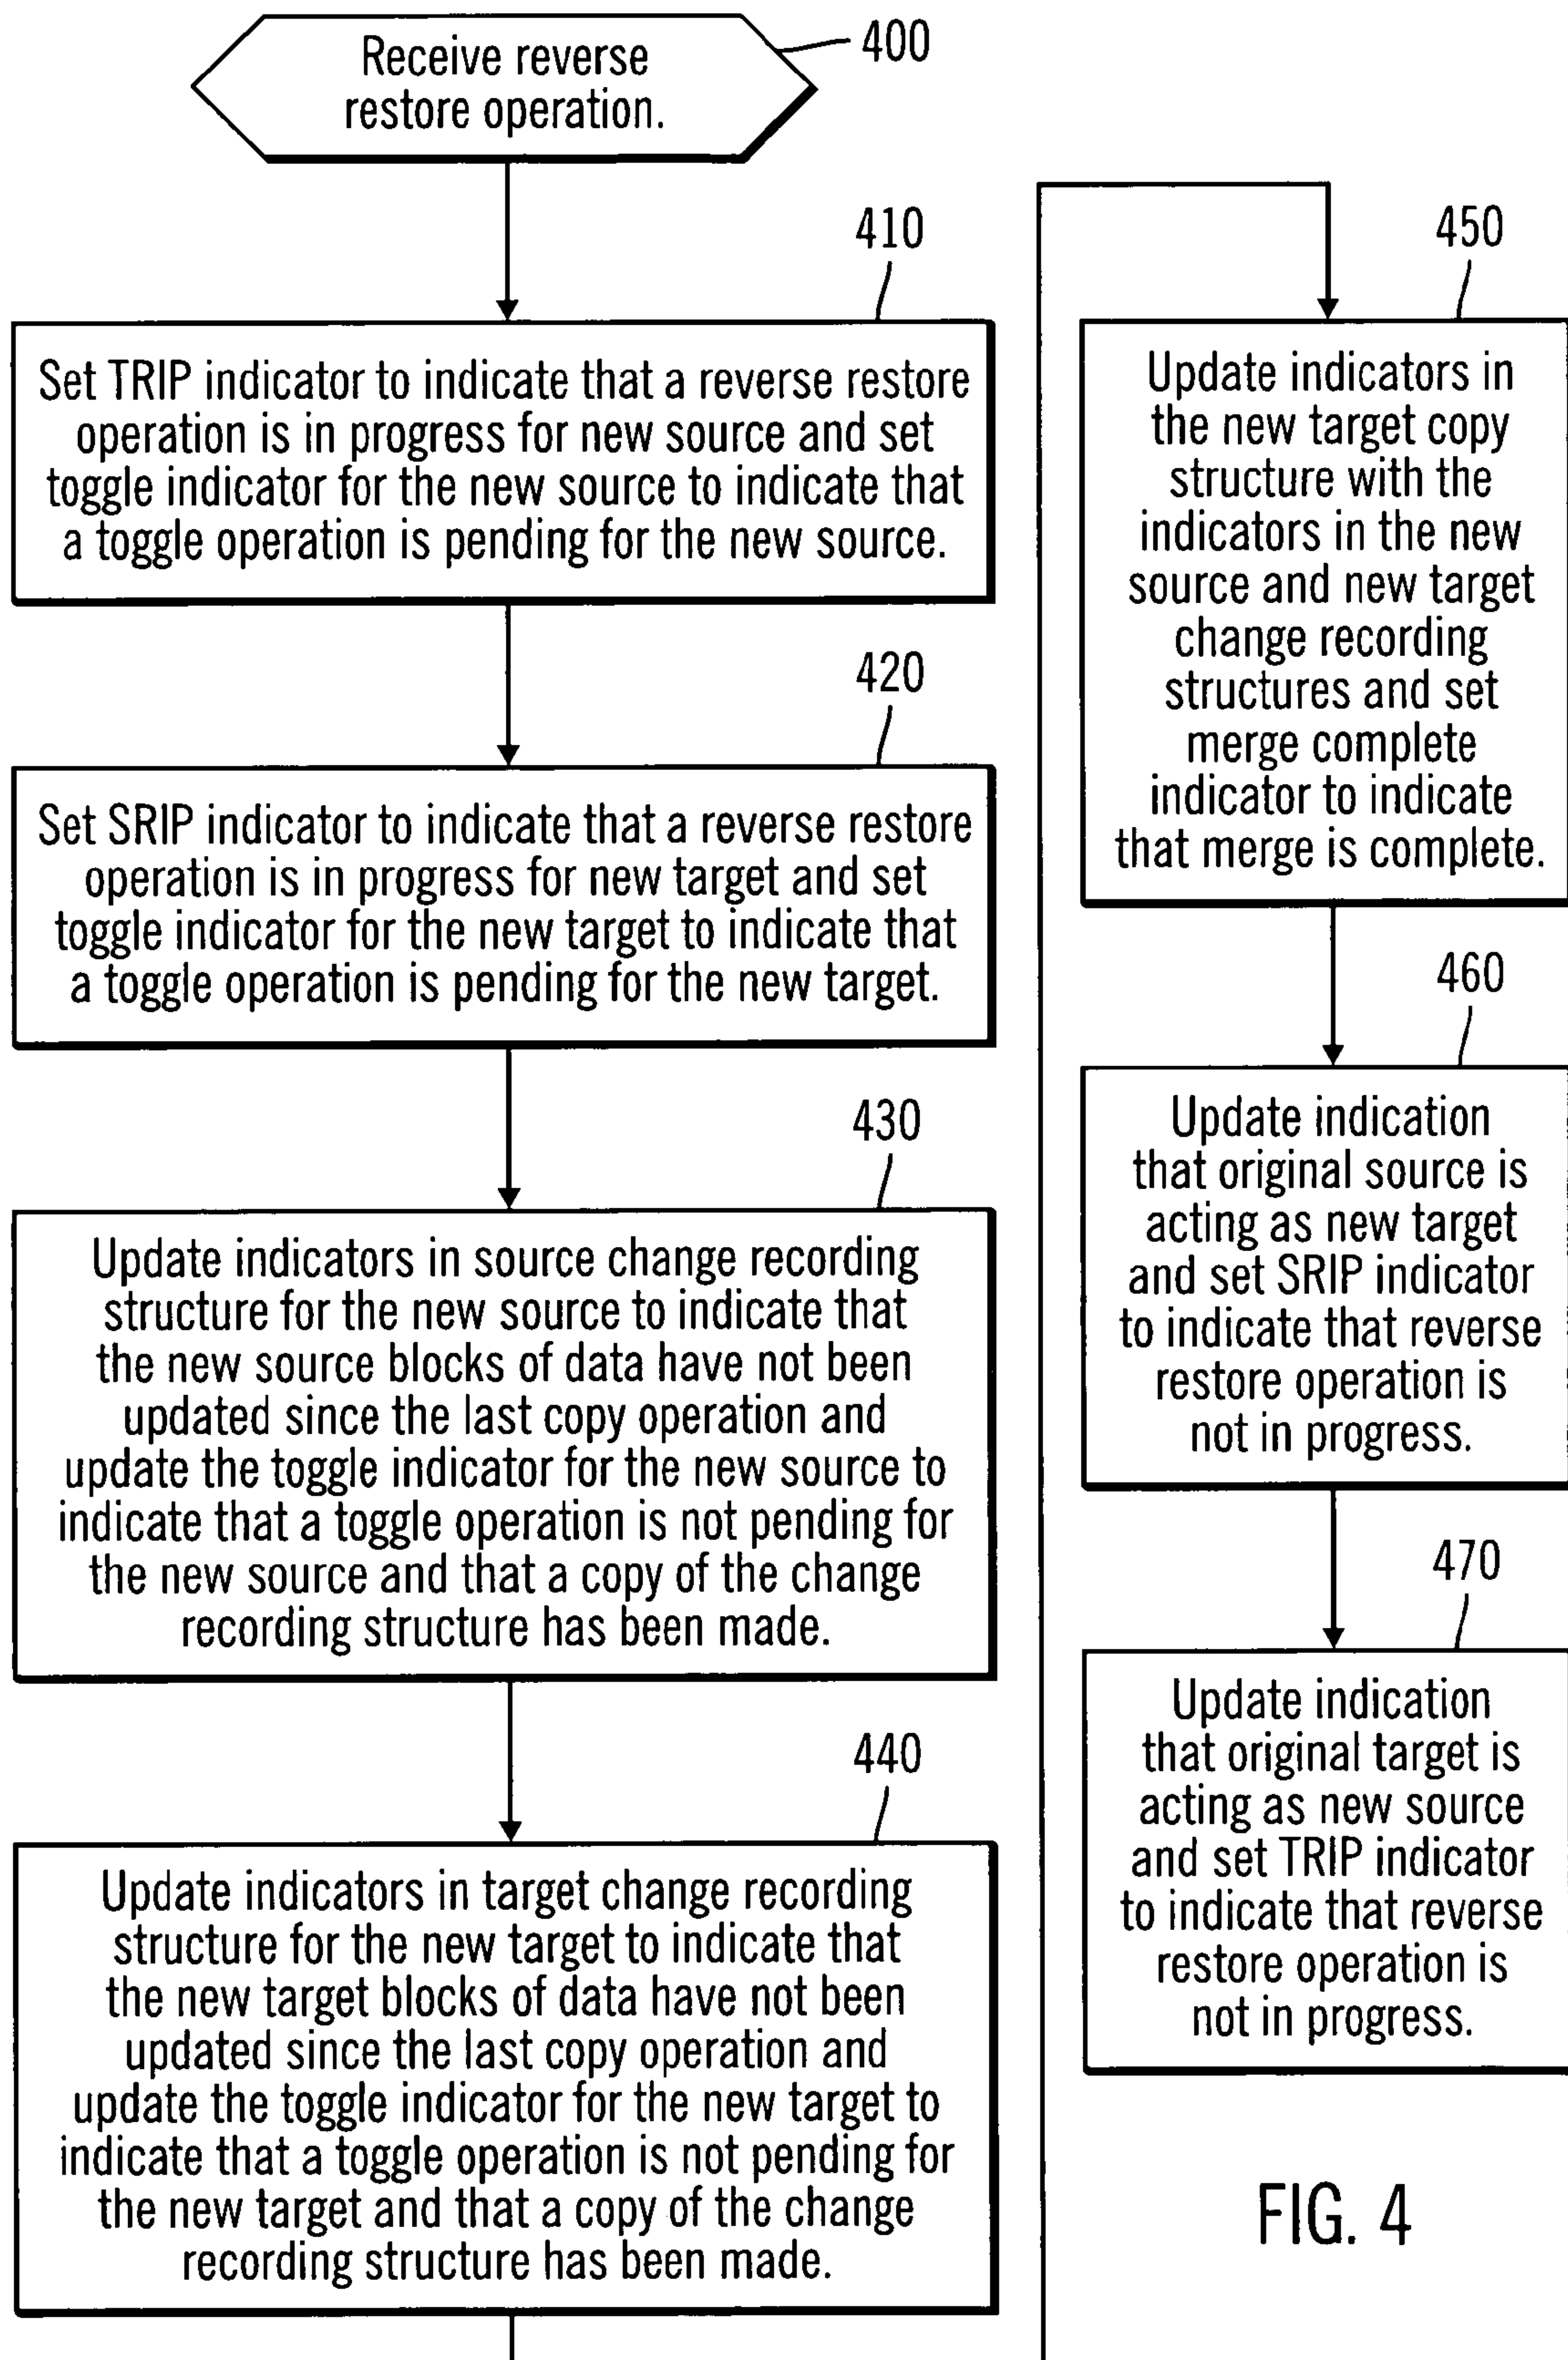 Receive reverse
restore operation.
400
410
Set TRIP indicator to indicate that a reverse restore
operation is in progress for new source and set
toggle indicator for the new source to indicate that
a toggle operation is pending for the new source.
420
Set SRIP indicator to indicate that a reverse restore
operation is in progress for new target and set
toggle indicator for the new target to indicate that
a toggle operation is pending for the new target.
430
Update indicators in source change recording
structure for the new source to indicate that
the new source blocks of data have not been
updated since the last copy operation and
update the toggle indicator for the new source to
indicate that a toggle operation is not pending for
the new source and that a copy of the change
recording structure has been made.
440
Update indicators in target change recording
structure for the new target to indicate that
the new target blocks of data have not been
updated since the last copy operation and
update the toggle indicator for the new target to
indicate that a toggle operation is not pending for
the new target and that a copy of the change
recording structure has been made.
450
Update indicators in
the new target copy
structure with the
indicators in the new
source and new target
change recording
structures and set
merge complete
indicator to indicate
that merge is complete.
460
Update indication
that original source is
acting as new target
and set SRIP indicator
to indicate that reverse
restore operation is
not in progress.
470
Update indication
that original target is
acting as new source
and set TRIP indicator
to indicate that reverse
restore operation is
not in progress.
FIG. 4